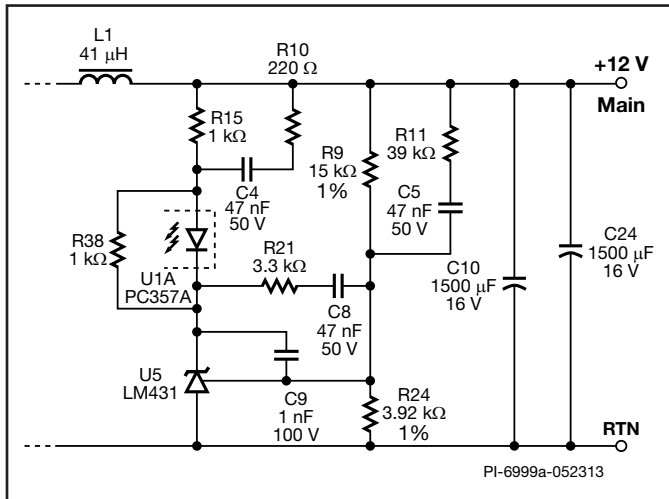 L1
41 μH
R10
220 Ω
+12 V
Main
R15
1 kΩ
R9
15 kΩ
1%
R11
39 kΩ
C4
47 nF
50 V
C5
47 nF
50 V
R38
1 kΩ
U1A
PC357A
R21
3.3 kΩ
C8
47 nF
50 V
C10
1500 μF
16 V
C24
1500 μF
16 V
U5
LM431
C9
1 nF
100 V
R24
3.92 kΩ
1%
RTN
PI-6999a-052313